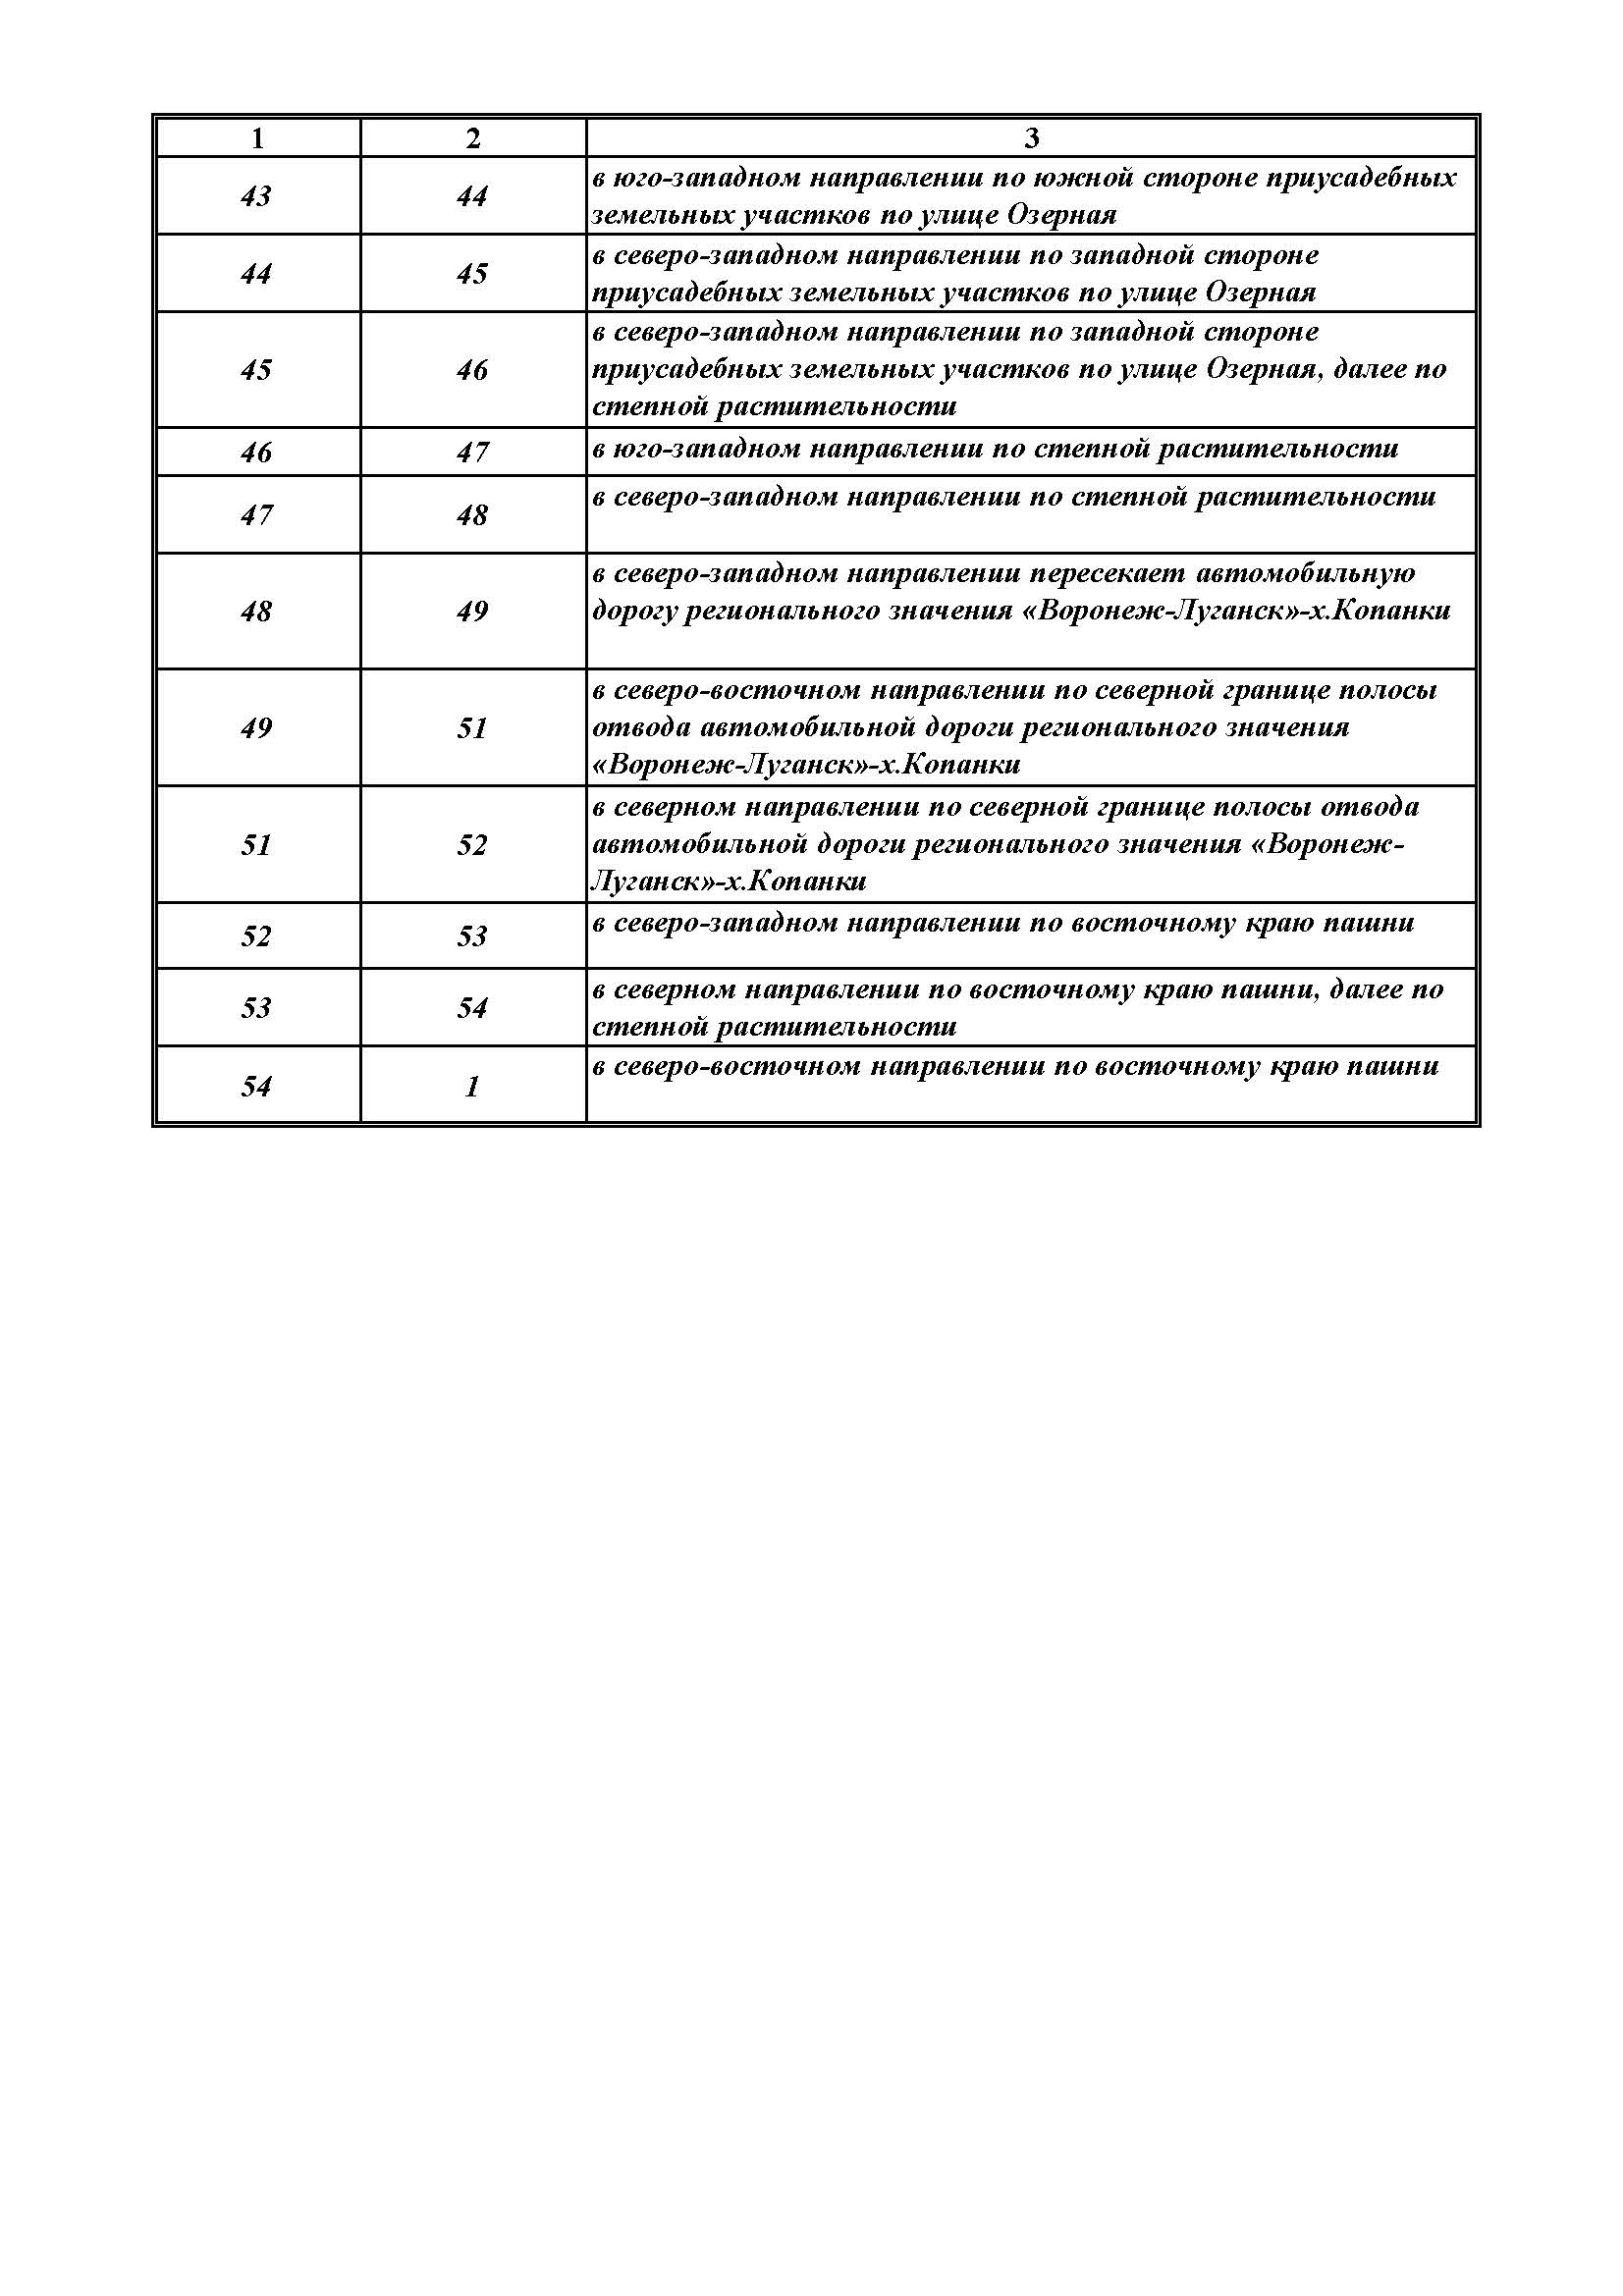 1 2 3
43 44 в юго-западном направлении по южной стороне приусадебных
земельных участков по улице Озерная
44 45 в северо-западном направлении по западной стороне
приусадебных земельных участков по улице Озерная
45 46 в северо-западном направлении по западной стороне
приусадебных земельных участков по улице Озерная, далее по
степной растительности
46 47 в юго-западном направлении по степной растительности
47 48 в северо-западном направлении по степной растительности
48 49 в северо-западном направлении пересекает автомобильную
дорогу регионального значения «Воронеж-Луганск»-х.Копанки
49 51 в северо-восточном направлении по северной границе полосы
отвода автомобильной дороги регионального значения
«Воронеж-Луганск»-х.Копанки
51 52 в северном направлении по северной границе полосы отвода
автомобильной дороги регионального значения «Воронеж-
Луганск»-х.Копанки
52 53 в северо-западном направлении по восточному краю пашни
53 54 в северном направлении по восточному краю пашни, далее по
степной растительности
54 1 в северо-восточном направлении по восточному краю пашни